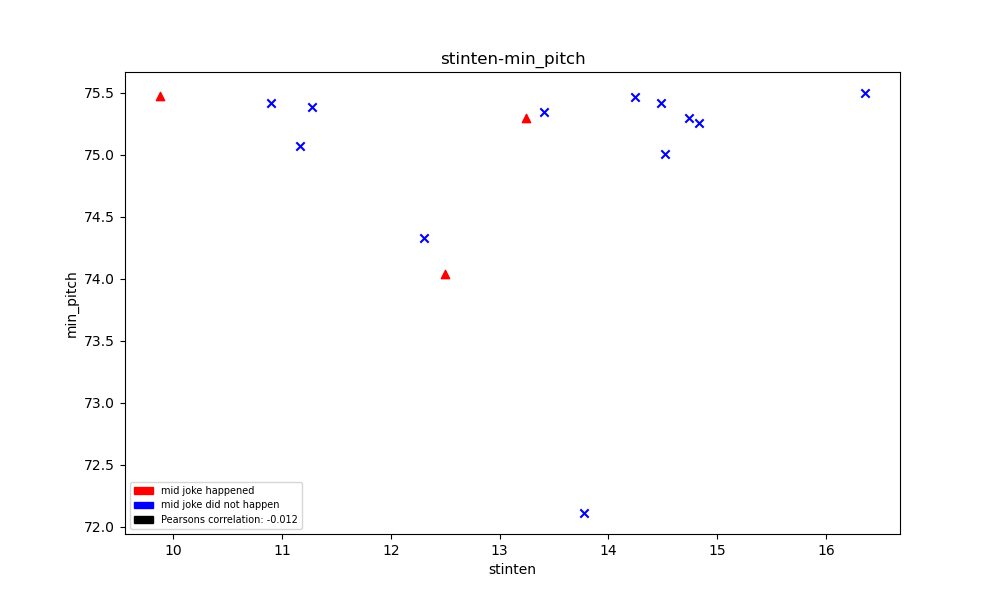 stinten-min_pitch
min_pitch
75.5
75.0
74.5
74.0
73.5
73.0
72.5
72.0
mid joke happened
mid joke did not happen
Pearsons correlation: -0.012
10 11 12 13 14 15 16
stinten